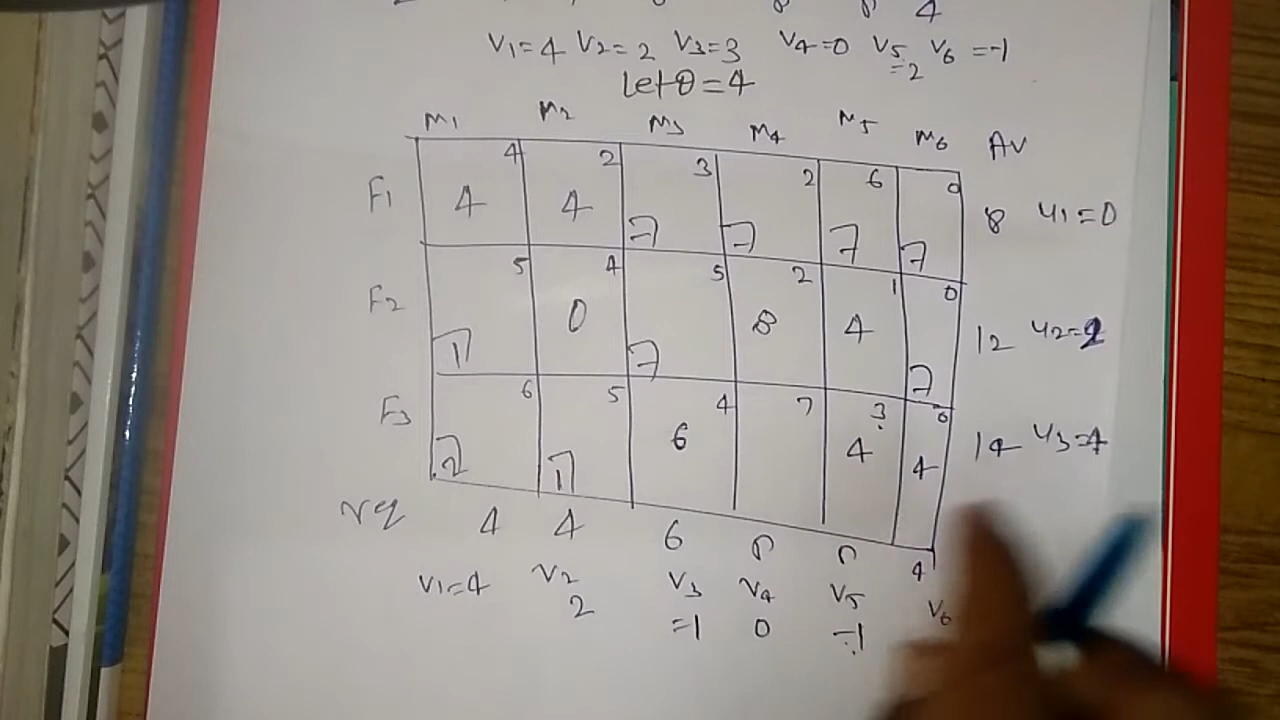 4
V1=4 V2=2 V3=3 V4=0 V5=2 V6=-1
Let θ=4
M1 M2 M3 M4 M5 M6 AV
4 2 3 2 6 0
F1 4 4 8 U1=0
7 7 7 7
5 4 5 2 1 0
F2 0 8 4 12 U2=2
1 7 7
6 5 4 7 3 0
F3 6 4 4 14 U3=4
2 1
req 4 4 6 8 8 4
V1=4 V2 V3 V4 V5 V6
2 =1 0 -1